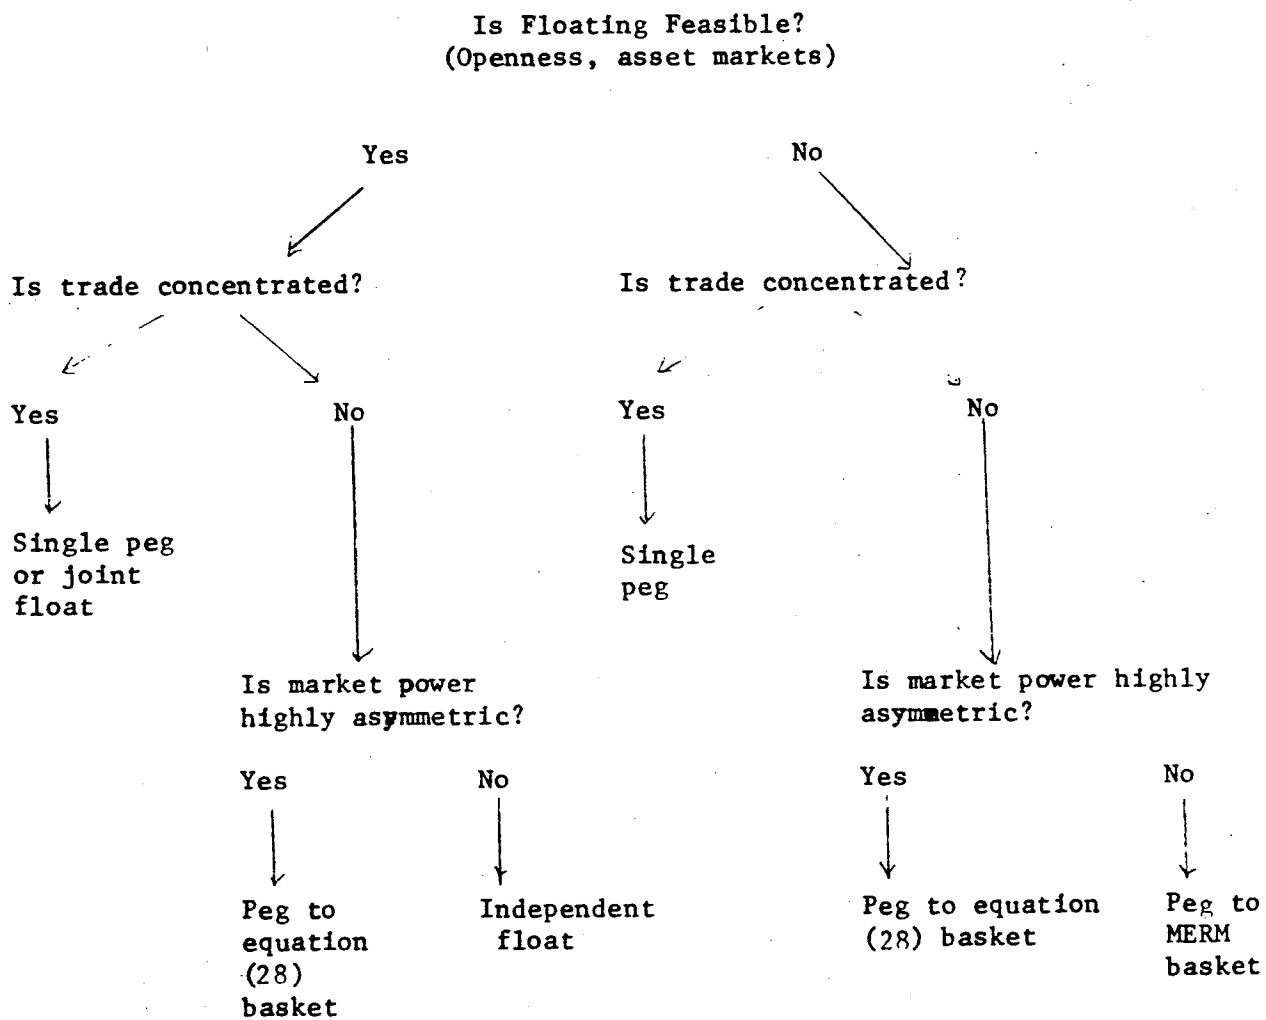 Is Floating Feasible?
(Openness, asset markets)
Yes
No
Is trade concentrated?
Is trade concentrated?
Yes
No
Yes
No
Single peg
or joint
float
Single
peg
Is market power
highly asymmetric?
Is market power highly
asymmetric?
Yes
No
Yes
No
Peg to
equation
(28)
basket
Independent
float
Peg to equation
(28) basket
Peg to
MERM
basket